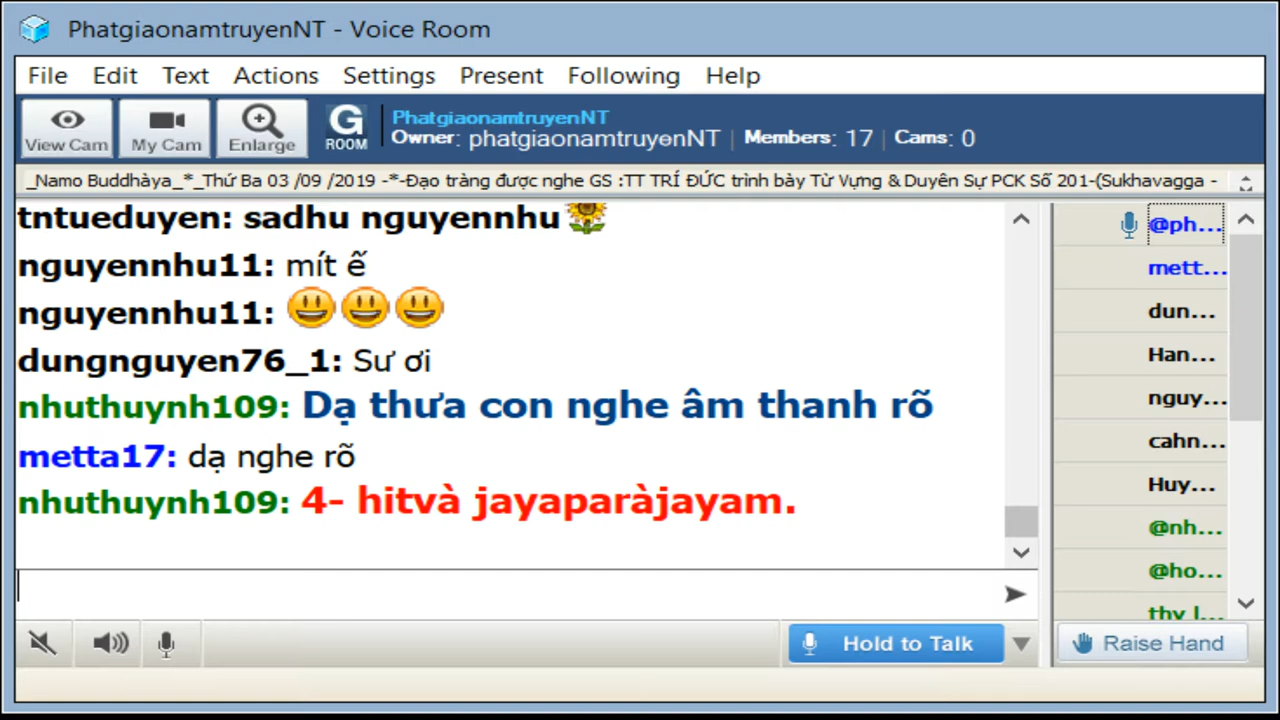 PhatgiaonamtruyenNT - Voice Room
File Edit Text Actions Settings Present Following Help
View Cam My Cam Enlarge G ROOM
PhatgiaonamtruyenNT
Owner: phatgiaonamtruyenNT | Members: 17 | Cams: 0
_Namo Buddhàya_*_Thứ Ba 03 /09 /2019 -*-Đạo tràng được nghe GS :TT TRÍ ĐỨC trình bày Từ Vựng & Duyên Sự PCK Số 201-(Sukhavagga -
tntueduyen: sadhu nguyennhu🌻
nguyennhu11: mít ế
nguyennhu11: 😃😃😃
dungnguyen76_1: Sư ơi
nhuthuynh109: Dạ thưa con nghe âm thanh rõ
metta17: dạ nghe rõ
nhuthuynh109: 4- hitvà jayaparàjayam.
@ph...
mett...
dun...
Han...
nguy...
cahn...
Huy...
@nh...
@ho...
thy l...
Hold to Talk
Raise Hand